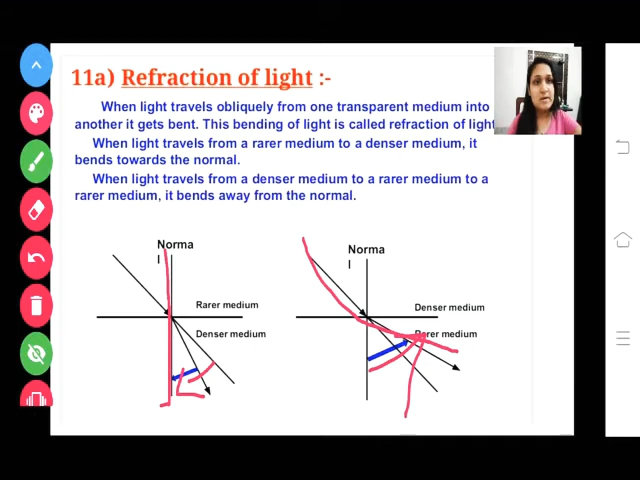 11a) Refraction of light :-
When light travels obliquely from one transparent medium into
another it gets bent. This bending of light is called refraction of light
When light travels from a rarer medium to a denser medium, it
bends towards the normal.
When light travels from a denser medium to a rarer medium to a
rarer medium, it bends away from the normal.
Norma
l
Rarer medium
Denser medium
Norma
l
Denser medium
Rarer medium